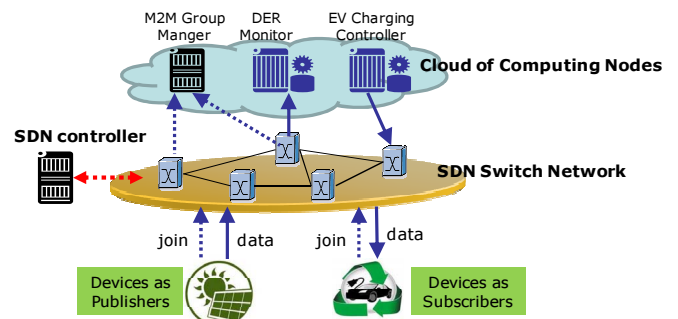 M2M Group
Manger
DER
Monitor
EV Charging
Controller
Cloud of Computing Nodes
SDN controller
SDN Switch Network
join
data
join
data
Devices as
Publishers
Devices as
Subscribers